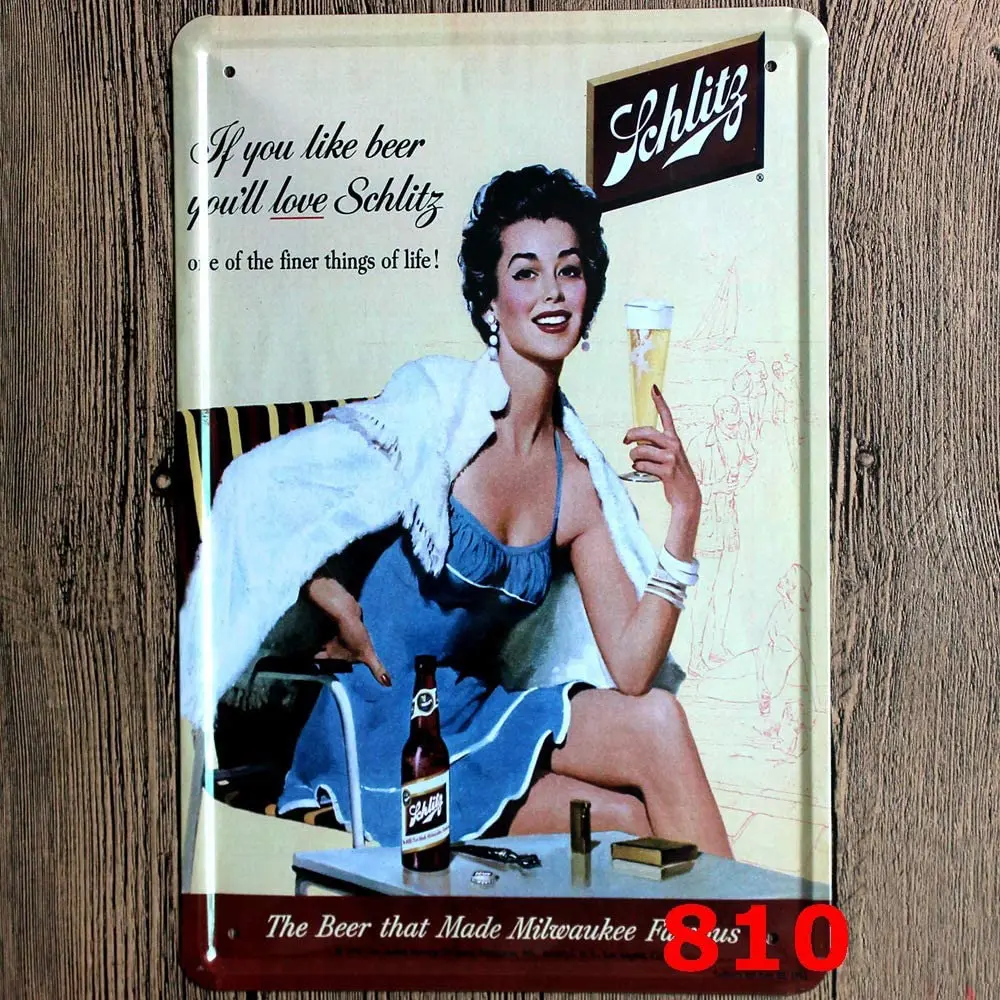 Schlitz
®
If you like beer
you'll love Schlitz
one of the finer things of life!
Schlitz
The Beer that Made Milwaukee Famous
810